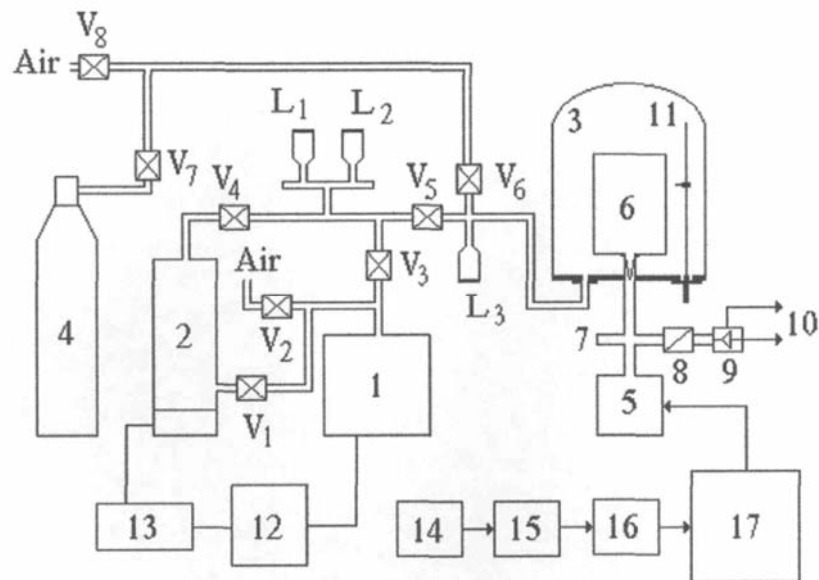 V₈
Air
L₁ L₂
3 11
V₇
V₄ V₅ V₆
6
Air
V₃
L₃
4 2 V₂ 7 8 9 10
1 5
V₁
13 12 14 15 16 17